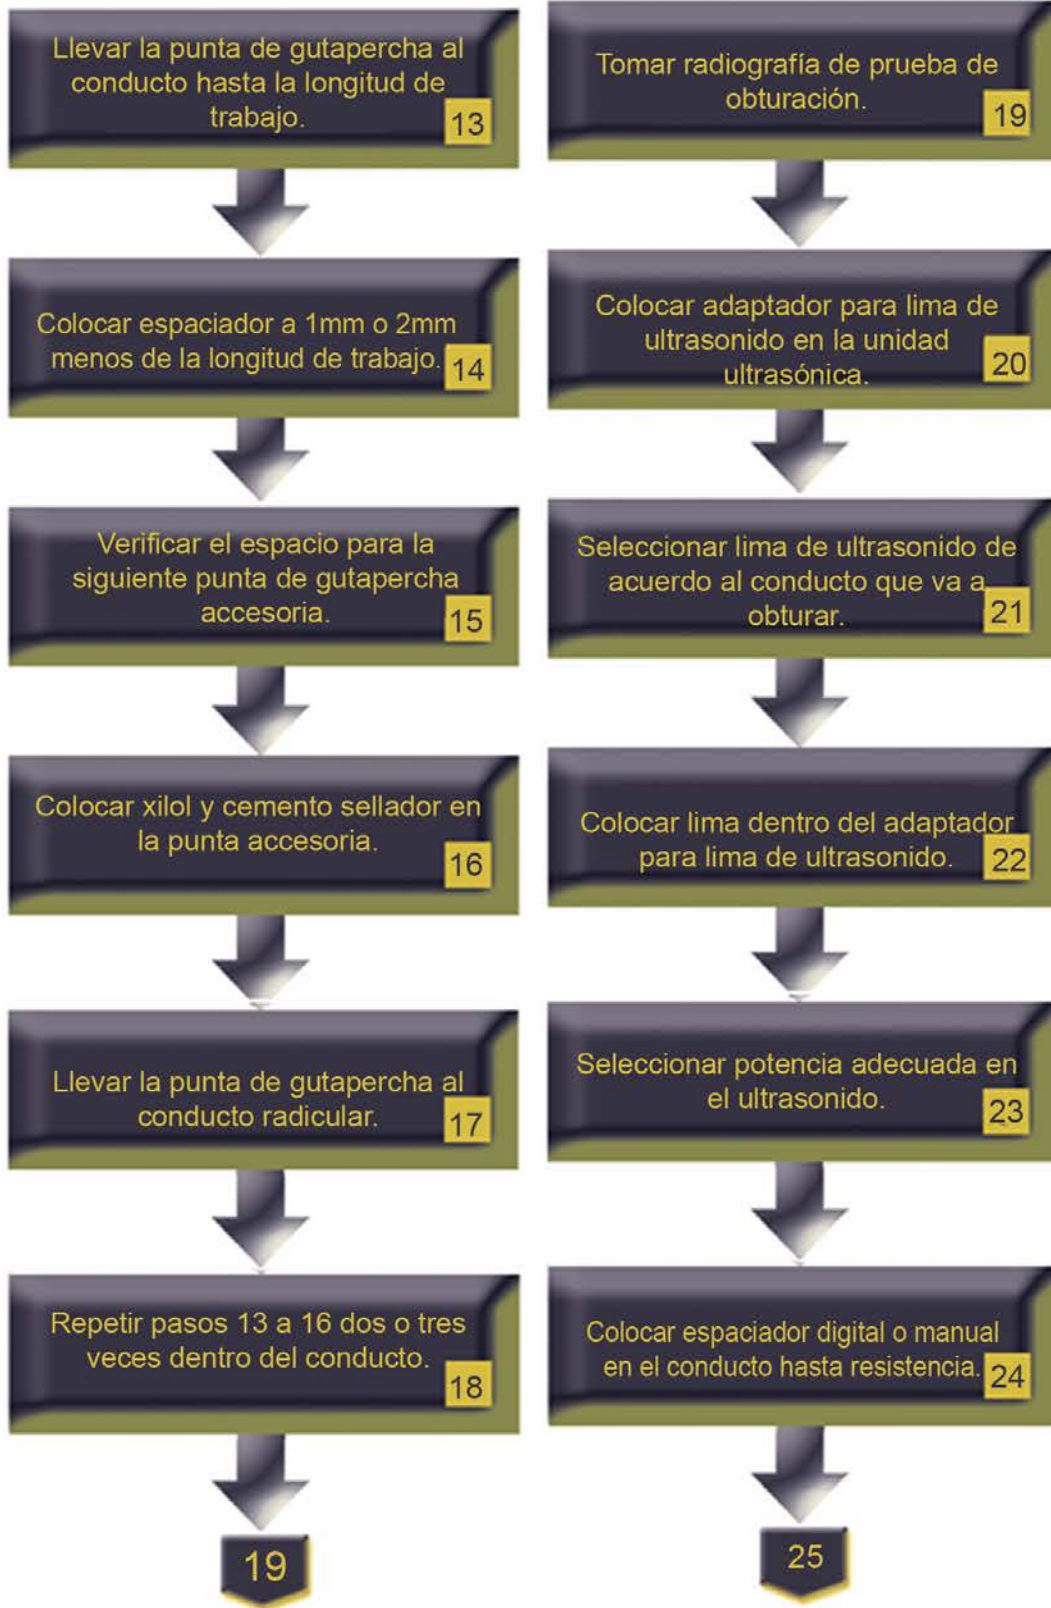 Llevar la punta de gutapercha al
conducto hasta la longitud de
trabajo.
13
Colocar espaciador a 1mm o 2mm
menos de la longitud de trabajo.
14
Verificar el espacio para la
siguiente punta de gutapercha
accesoria.
15
Colocar xilol y cemento sellador en
la punta accesoria.
16
Llevar la punta de gutapercha al
conducto radicular.
17
Repetir pasos 13 a 16 dos o tres
veces dentro del conducto.
18
19
Tomar radiografía de prueba de
obturación.
19
Colocar adaptador para lima de
ultrasonido en la unidad
ultrasónica.
20
Seleccionar lima de ultrasonido de
acuerdo al conducto que va a
obturar.
21
Colocar lima dentro del adaptador
para lima de ultrasonido.
22
Seleccionar potencia adecuada en
el ultrasonido.
23
Colocar espaciador digital o manual
en el conducto hasta resistencia.
24
25